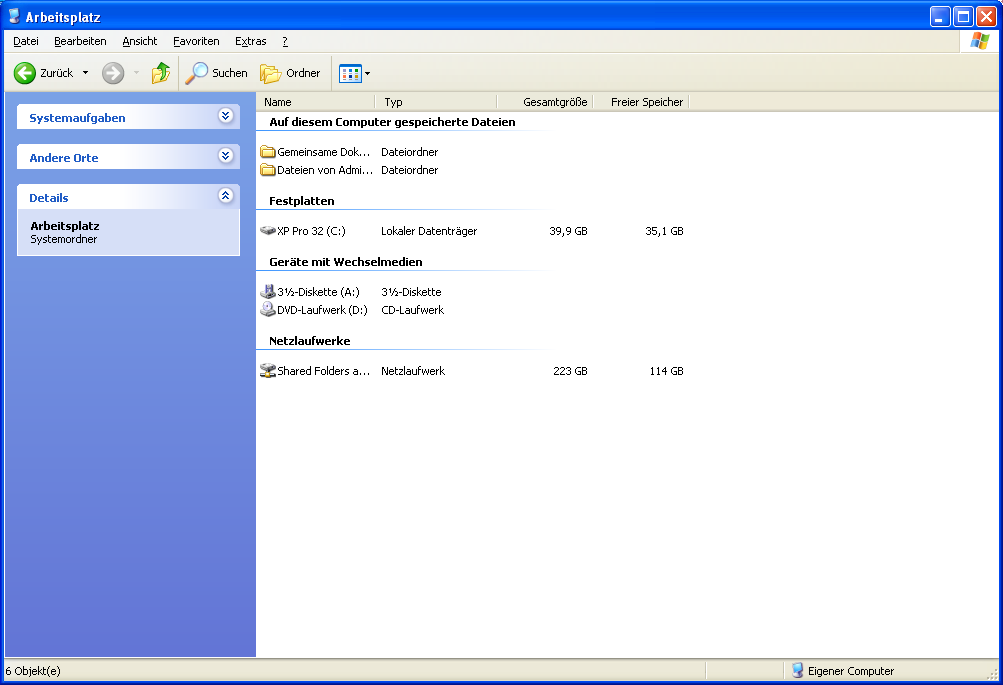 Arbeitsplatz
Datei Bearbeiten Ansicht Favoriten Extras ?
Zurück Suchen Ordner
Systemaufgaben
Andere Orte
Details
Arbeitsplatz
Systemordner
Name Typ Gesamtgröße Freier Speicher
Auf diesem Computer gespeicherte Dateien
Gemeinsame Dok... Dateiordner
Dateien von Admi... Dateiordner
Festplatten
XP Pro 32 (C:) Lokaler Datenträger 39,9 GB 35,1 GB
Geräte mit Wechselmedien
3½-Diskette (A:) 3½-Diskette
DVD-Laufwerk (D:) CD-Laufwerk
Netzlaufwerke
Shared Folders a... Netzlaufwerk 223 GB 114 GB
6 Objekt(e) Eigener Computer